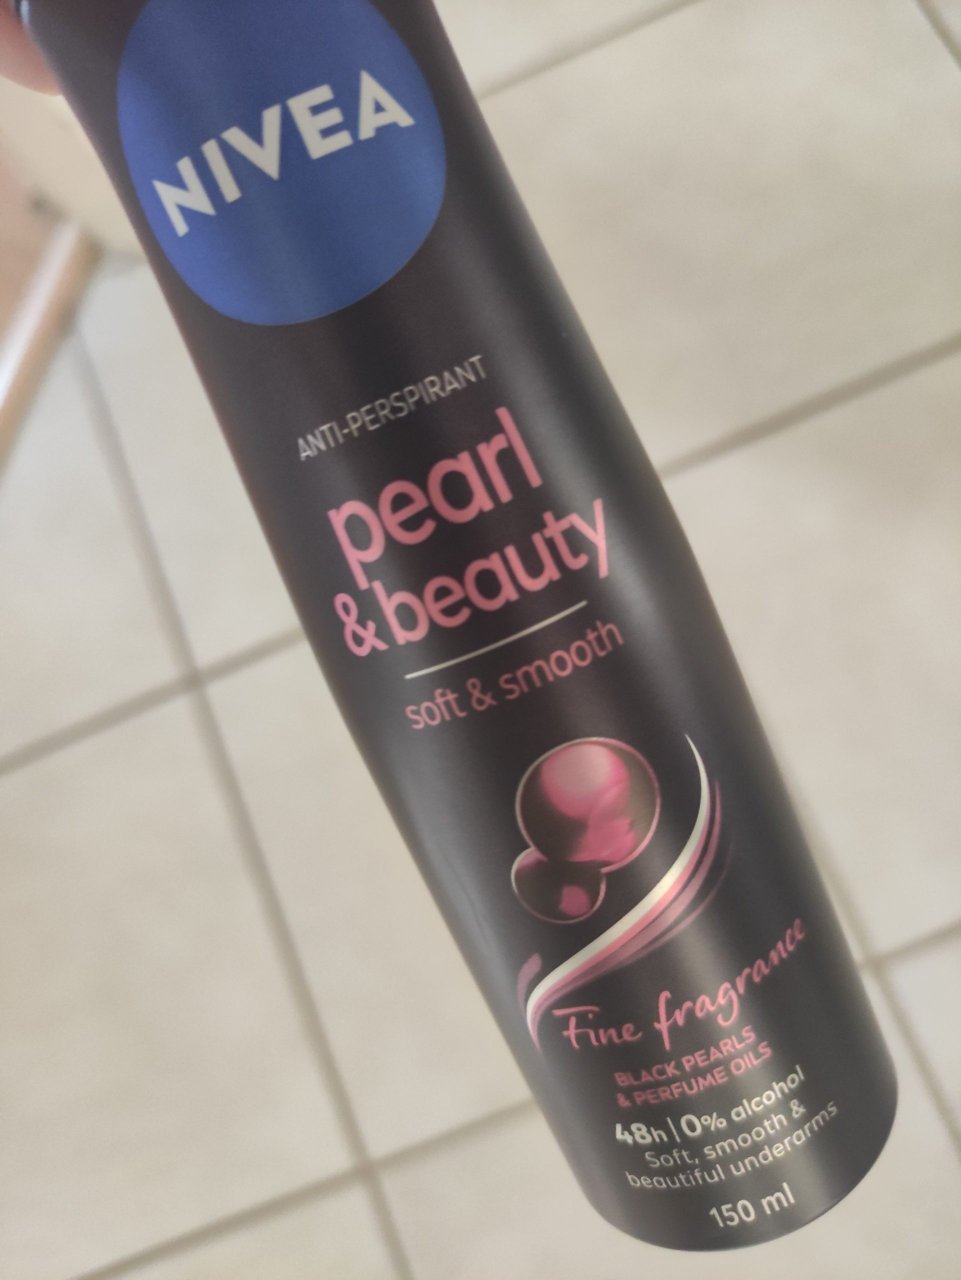 NIVEA
ANTI-PERSPIRANT
pearl
& beauty
soft & smooth
Fine fragrance
BLACK PEARLS
& PERFUME OILS
48h | 0% alcohol
Soft, smooth &
beautiful underarms
150 ml